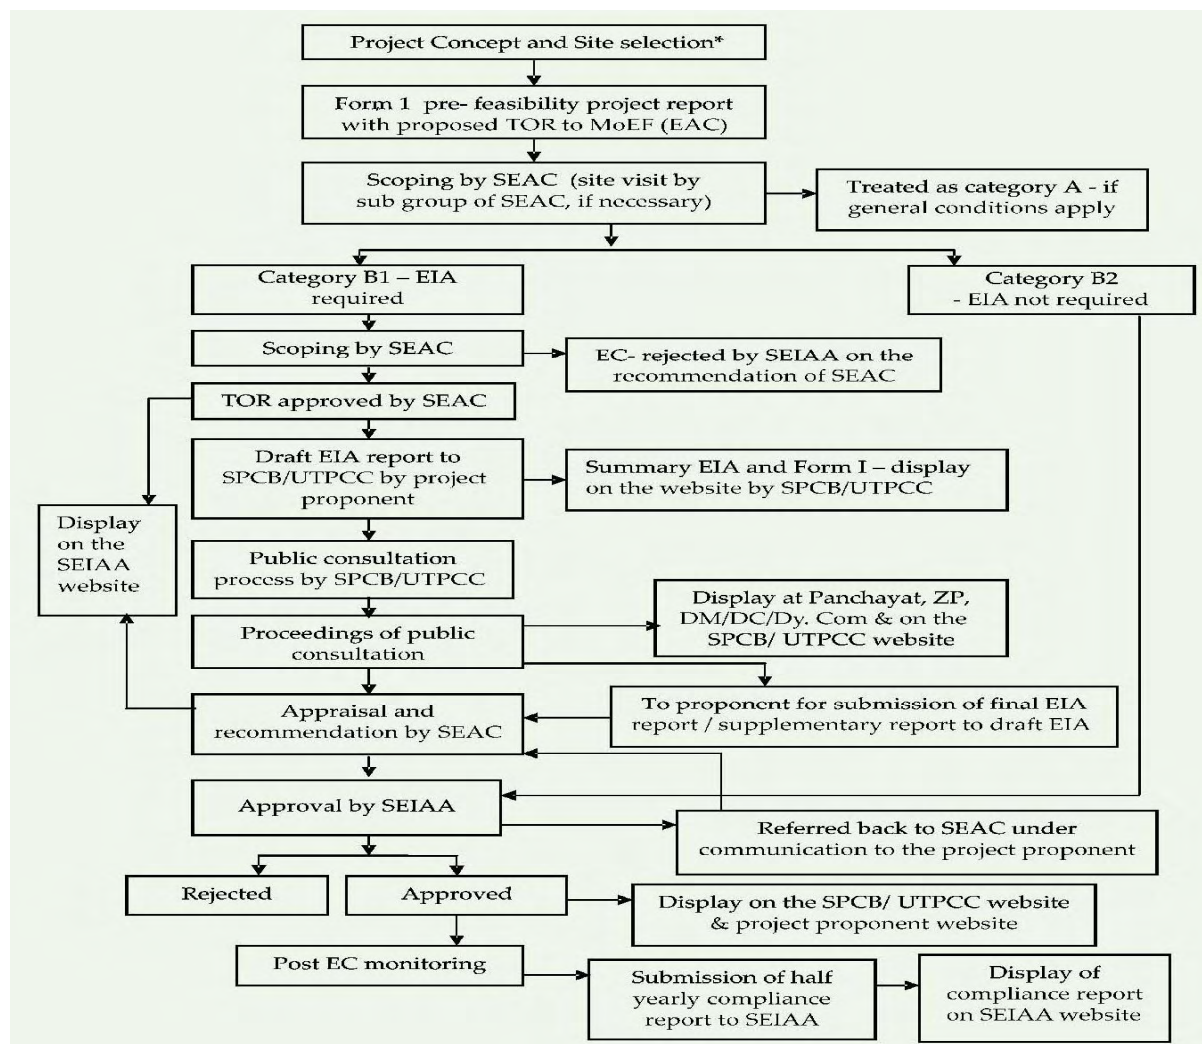 Project Concept and Site selection*
Form 1 pre- feasibility project report
with proposed TOR to MoEF (EAC)
Scoping by SEAC (site visit by
sub group of SEAC, if necessary)
Treated as category A - if
general conditions apply
Category B1 – EIA
required
Category B2
- EIA not required
Scoping by SEAC
EC- rejected by SEIAA on the
recommendation of SEAC
TOR approved by SEAC
Draft EIA report to
SPCB/UTPCC by project
proponent
Summary EIA and Form I – display
on the website by SPCB/UTPCC
Display
on the
SEIAA
website
Public consultation
process by SPCB/UTPCC
Display at Panchayat, ZP,
DM/DC/Dy. Com & on the
SPCB/ UTPCC website
Proceedings of public
consultation
To proponent for submission of final EIA
report / supplementary report to draft EIA
Appraisal and
recommendation by SEAC
Approval by SEIAA
Referred back to SEAC under
communication to the project proponent
Rejected
Approved
Display on the SPCB/ UTPCC website
& project proponent website
Post EC monitoring
Submission of half
yearly compliance
report to SEIAA
Display of
compliance report
on SEIAA website